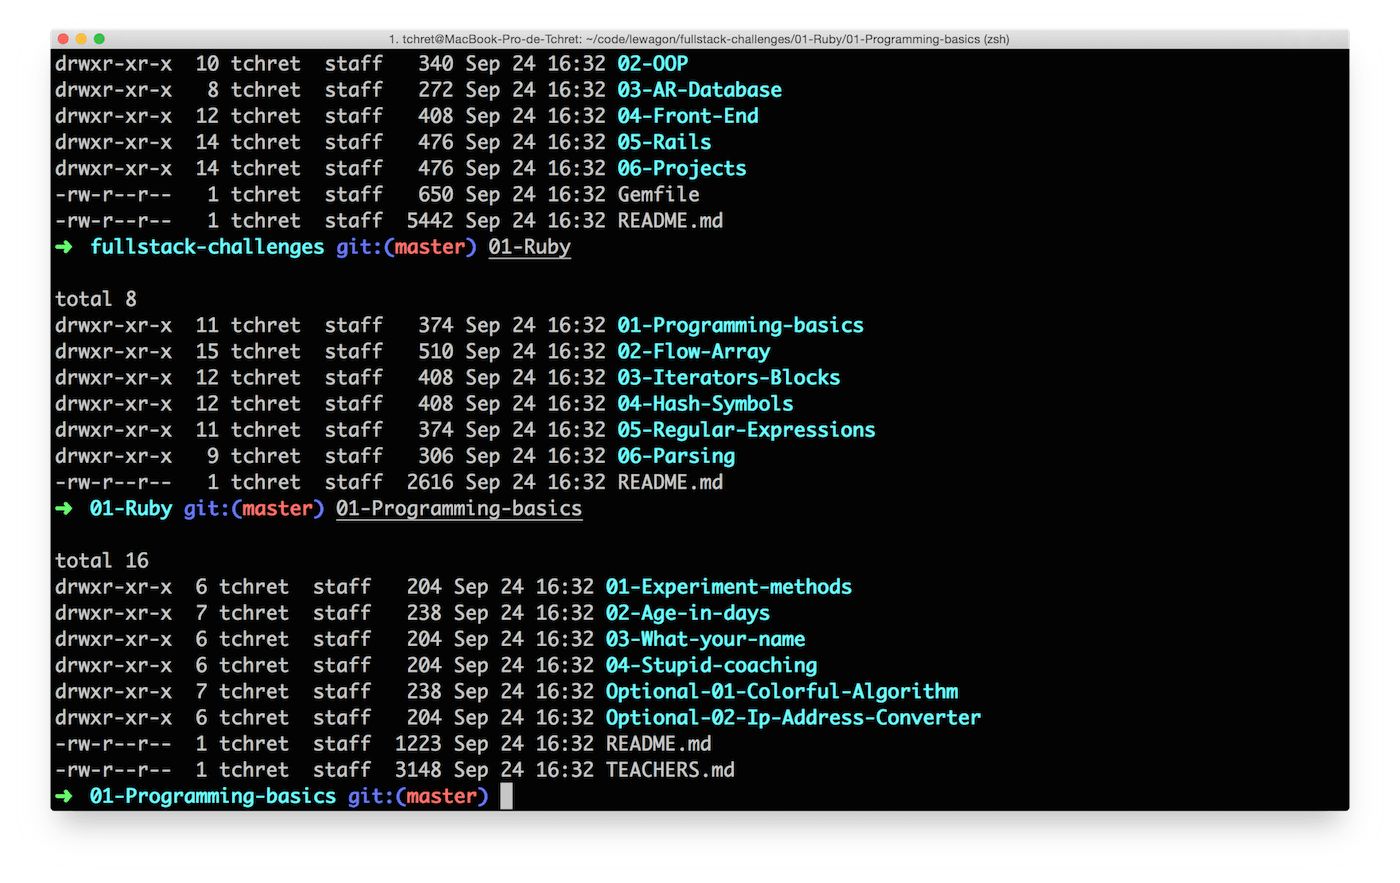 1. tchret@MacBook-Pro-de-Tchret: ~/code/lewagon/fullstack-challenges/01-Ruby/01-Programming-basics (zsh)
drwxr-xr-x  10 tchret  staff   340 Sep 24 16:32 02-OOP
drwxr-xr-x   8 tchret  staff   272 Sep 24 16:32 03-AR-Database
drwxr-xr-x  12 tchret  staff   408 Sep 24 16:32 04-Front-End
drwxr-xr-x  14 tchret  staff   476 Sep 24 16:32 05-Rails
drwxr-xr-x  14 tchret  staff   476 Sep 24 16:32 06-Projects
-rw-r--r--   1 tchret  staff   650 Sep 24 16:32 Gemfile
-rw-r--r--   1 tchret  staff  5442 Sep 24 16:32 README.md
➜  fullstack-challenges git:(master) 01-Ruby
total 8
drwxr-xr-x  11 tchret  staff   374 Sep 24 16:32 01-Programming-basics
drwxr-xr-x  15 tchret  staff   510 Sep 24 16:32 02-Flow-Array
drwxr-xr-x  12 tchret  staff   408 Sep 24 16:32 03-Iterators-Blocks
drwxr-xr-x  12 tchret  staff   408 Sep 24 16:32 04-Hash-Symbols
drwxr-xr-x  11 tchret  staff   374 Sep 24 16:32 05-Regular-Expressions
drwxr-xr-x   9 tchret  staff   306 Sep 24 16:32 06-Parsing
-rw-r--r--   1 tchret  staff  2616 Sep 24 16:32 README.md
➜  01-Ruby git:(master) 01-Programming-basics
total 16
drwxr-xr-x  6 tchret  staff   204 Sep 24 16:32 01-Experiment-methods
drwxr-xr-x  7 tchret  staff   238 Sep 24 16:32 02-Age-in-days
drwxr-xr-x  6 tchret  staff   204 Sep 24 16:32 03-What-your-name
drwxr-xr-x  6 tchret  staff   204 Sep 24 16:32 04-Stupid-coaching
drwxr-xr-x  7 tchret  staff   238 Sep 24 16:32 Optional-01-Colorful-Algorithm
drwxr-xr-x  6 tchret  staff   204 Sep 24 16:32 Optional-02-Ip-Address-Converter
-rw-r--r--  1 tchret  staff  1223 Sep 24 16:32 README.md
-rw-r--r--  1 tchret  staff  3148 Sep 24 16:32 TEACHERS.md
➜  01-Programming-basics git:(master)